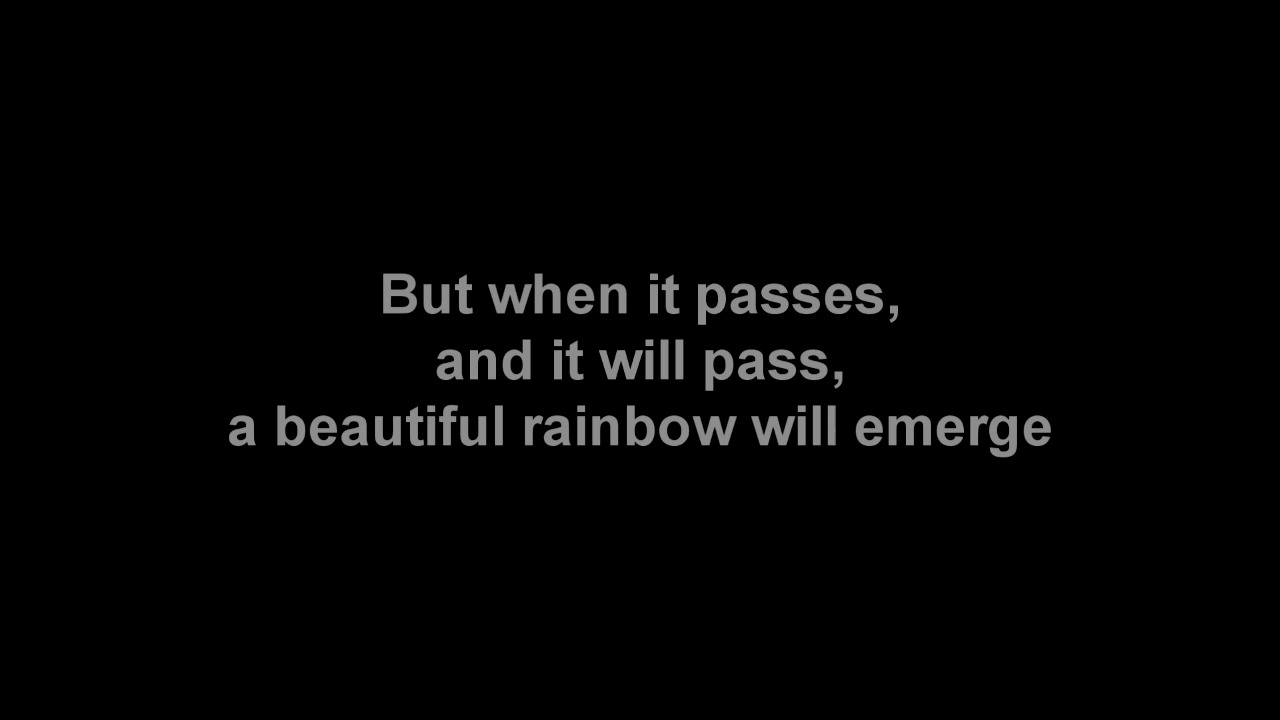 But when it passes,
and it will pass,
a beautiful rainbow will emerge